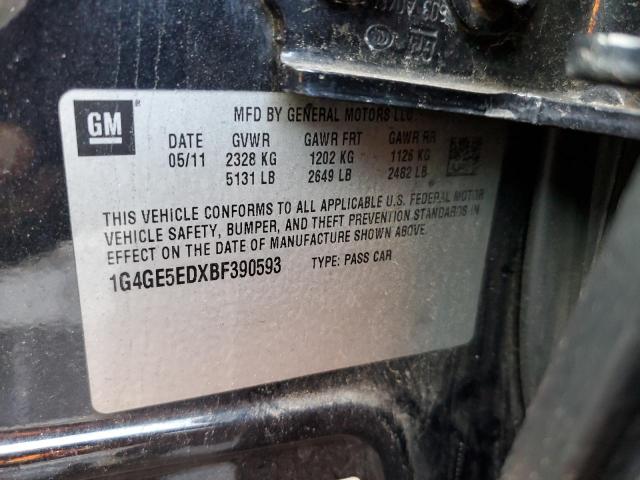 GM
MFD BY GENERAL MOTORS LLC
DATE GVWR GAWR FRT GAWR RR
05/11 2328 KG 1202 KG 1126 KG
5131 LB 2649 LB 2482 LB
THIS VEHICLE CONFORMS TO ALL APPLICABLE U.S. FEDERAL MOTOR
VEHICLE SAFETY, BUMPER, AND THEFT PREVENTION STANDARDS IN
EFFECT ON THE DATE OF MANUFACTURE SHOWN ABOVE.
1G4GE5EDXBF390593 TYPE: PASS CAR